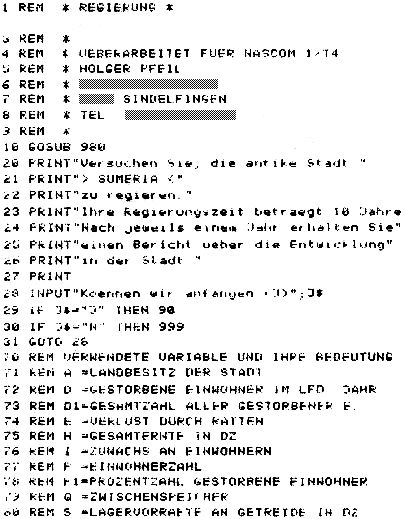 1 REM * REGIERUNG *
3 REM *
4 REM * UEBERARBEITET FUER NASCOM 1/T4
5 REM * HOLGER PFEIL
6 REM *
7 REM * SINDELFINGEN
8 REM * TEL
9 REM *
10 GOSUB 980
20 PRINT"Versuchen Sie, die antike Stadt "
21 PRINT"> SUMERIA <"
22 PRINT"zu regieren."
23 PRINT"Ihre Regierungszeit betraegt 10 Jahre
24 PRINT"Nach jeweils einem Jahr erhalten Sie"
25 PRINT"einen Bericht ueber die Entwicklung"
26 PRINT"in der Stadt "
27 PRINT
28 INPUT"Koennen wir anfangen (J)";J$
29 IF J$="J" THEN 90
30 IF J$="N" THEN 999
31 GOTO 26
70 REM VERWENDETE VARIABLE UND IHRE BEDEUTUNG
71 REM A =LANDBESITZ DER STADT
72 REM D =GESTORBENE EINWOHNER IM LFD JAHR
73 REM D1=GESAMTZAHL ALLER GESTORBENER E.
74 REM E =VERLUST DURCH RATTEN
75 REM H =GESAMTERNTE IN DZ
76 REM I =ZUWACHS AN EINWOHNERN
77 REM P =EINWOHNERZAHL
78 REM P1=PROZENTZAHL GESTORBENE EINWOHNER
79 REM Q =ZWISCHENSPEICHER
80 REM S =LAGERVORRAETE AN GETREIDE IN DZ